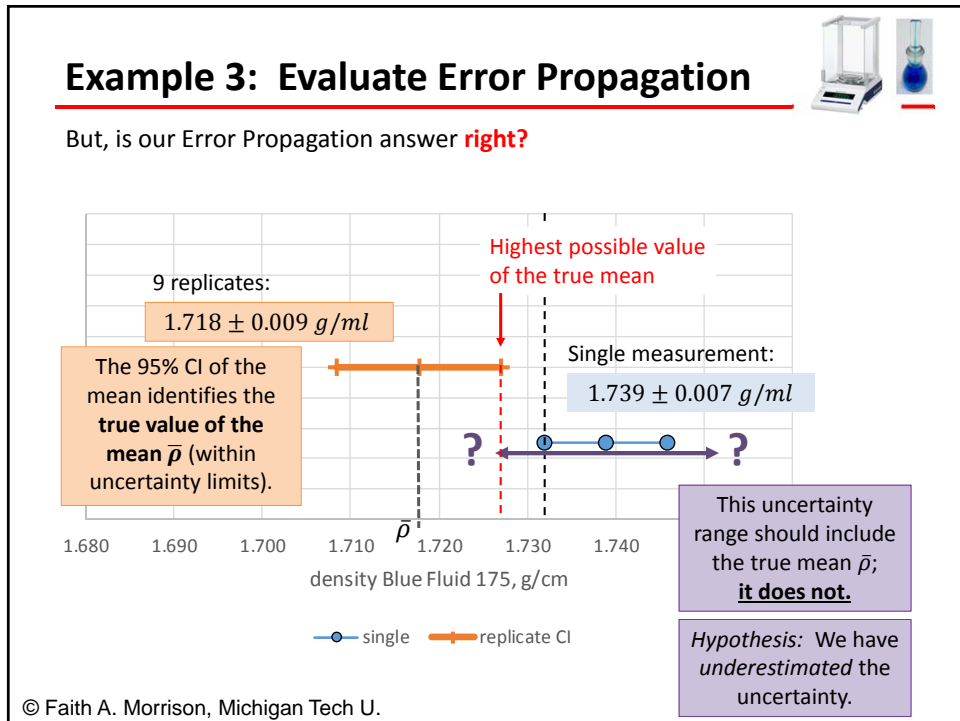 Example 3: Evaluate Error Propagation
But, is our Error Propagation answer right?
Highest possible value
of the true mean
9 replicates:
1.718 ± 0.009 g/ml
Single measurement:
1.739 ± 0.007 g/ml
The 95% CI of the
mean identifies the
true value of the
mean ρ̅ (within
uncertainty limits).
? ?
This uncertainty
range should include
the true mean ρ̅;
it does not.
ρ̅
1.680 1.690 1.700 1.710 1.720 1.730 1.740
density Blue Fluid 175, g/cm
single replicate CI
Hypothesis: We have
underestimated the
uncertainty.
© Faith A. Morrison, Michigan Tech U.